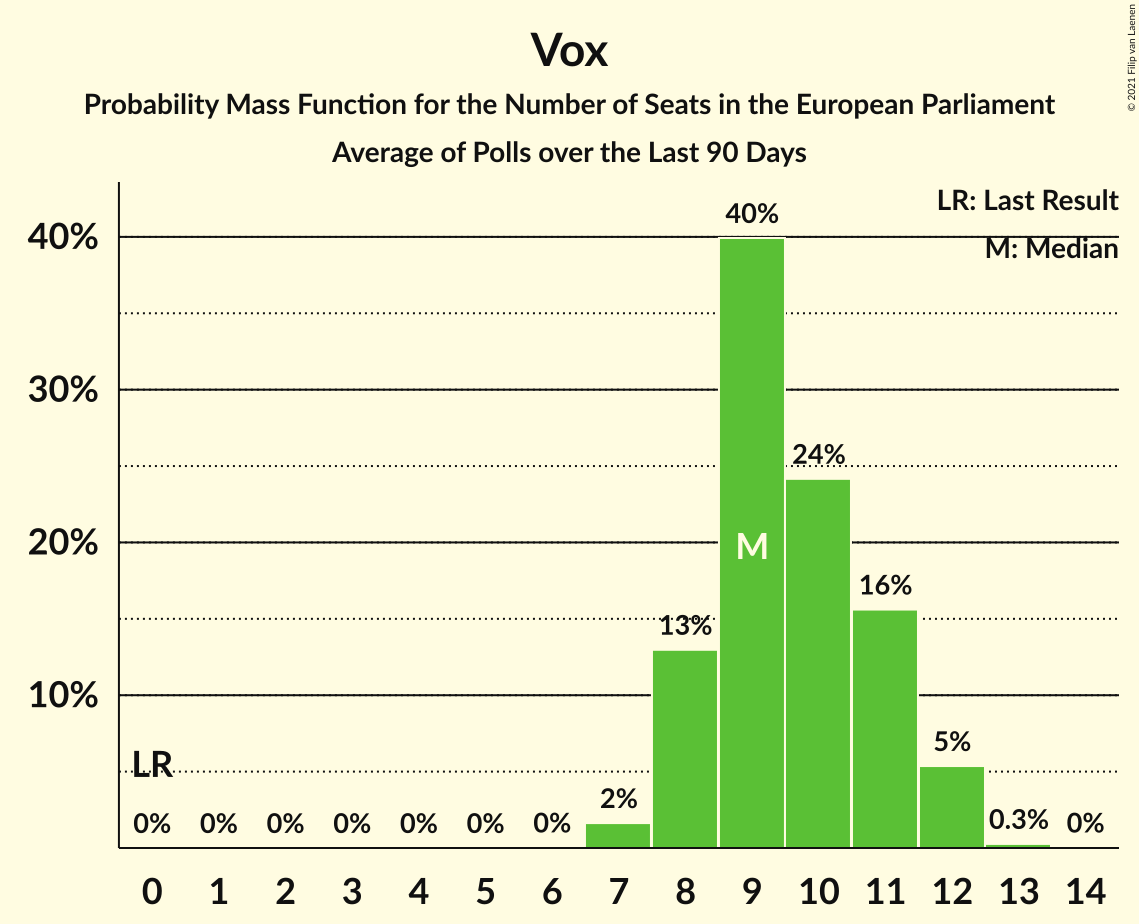 Vox
Probability Mass Function for the Number of Seats in the European Parliament
Average of Polls over the Last 90 Days
© 2021 Filip van Laenen
LR: Last Result
M: Median
40%
30%
20%
10%
LR
0%
0%
0%
0%
0%
0%
0%
2%
13%
40%
M
24%
16%
5%
0.3%
0%
0 1 2 3 4 5 6 7 8 9 10 11 12 13 14